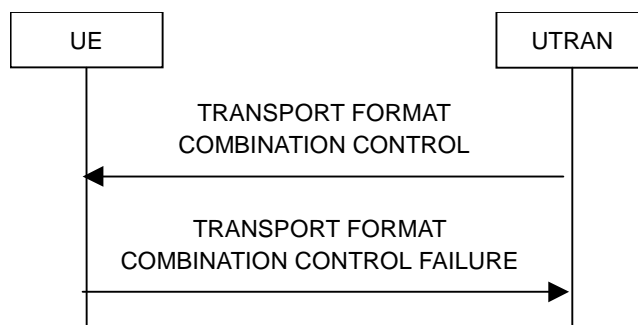 UE
UTRAN
TRANSPORT FORMAT
COMBINATION CONTROL
TRANSPORT FORMAT
COMBINATION CONTROL FAILURE